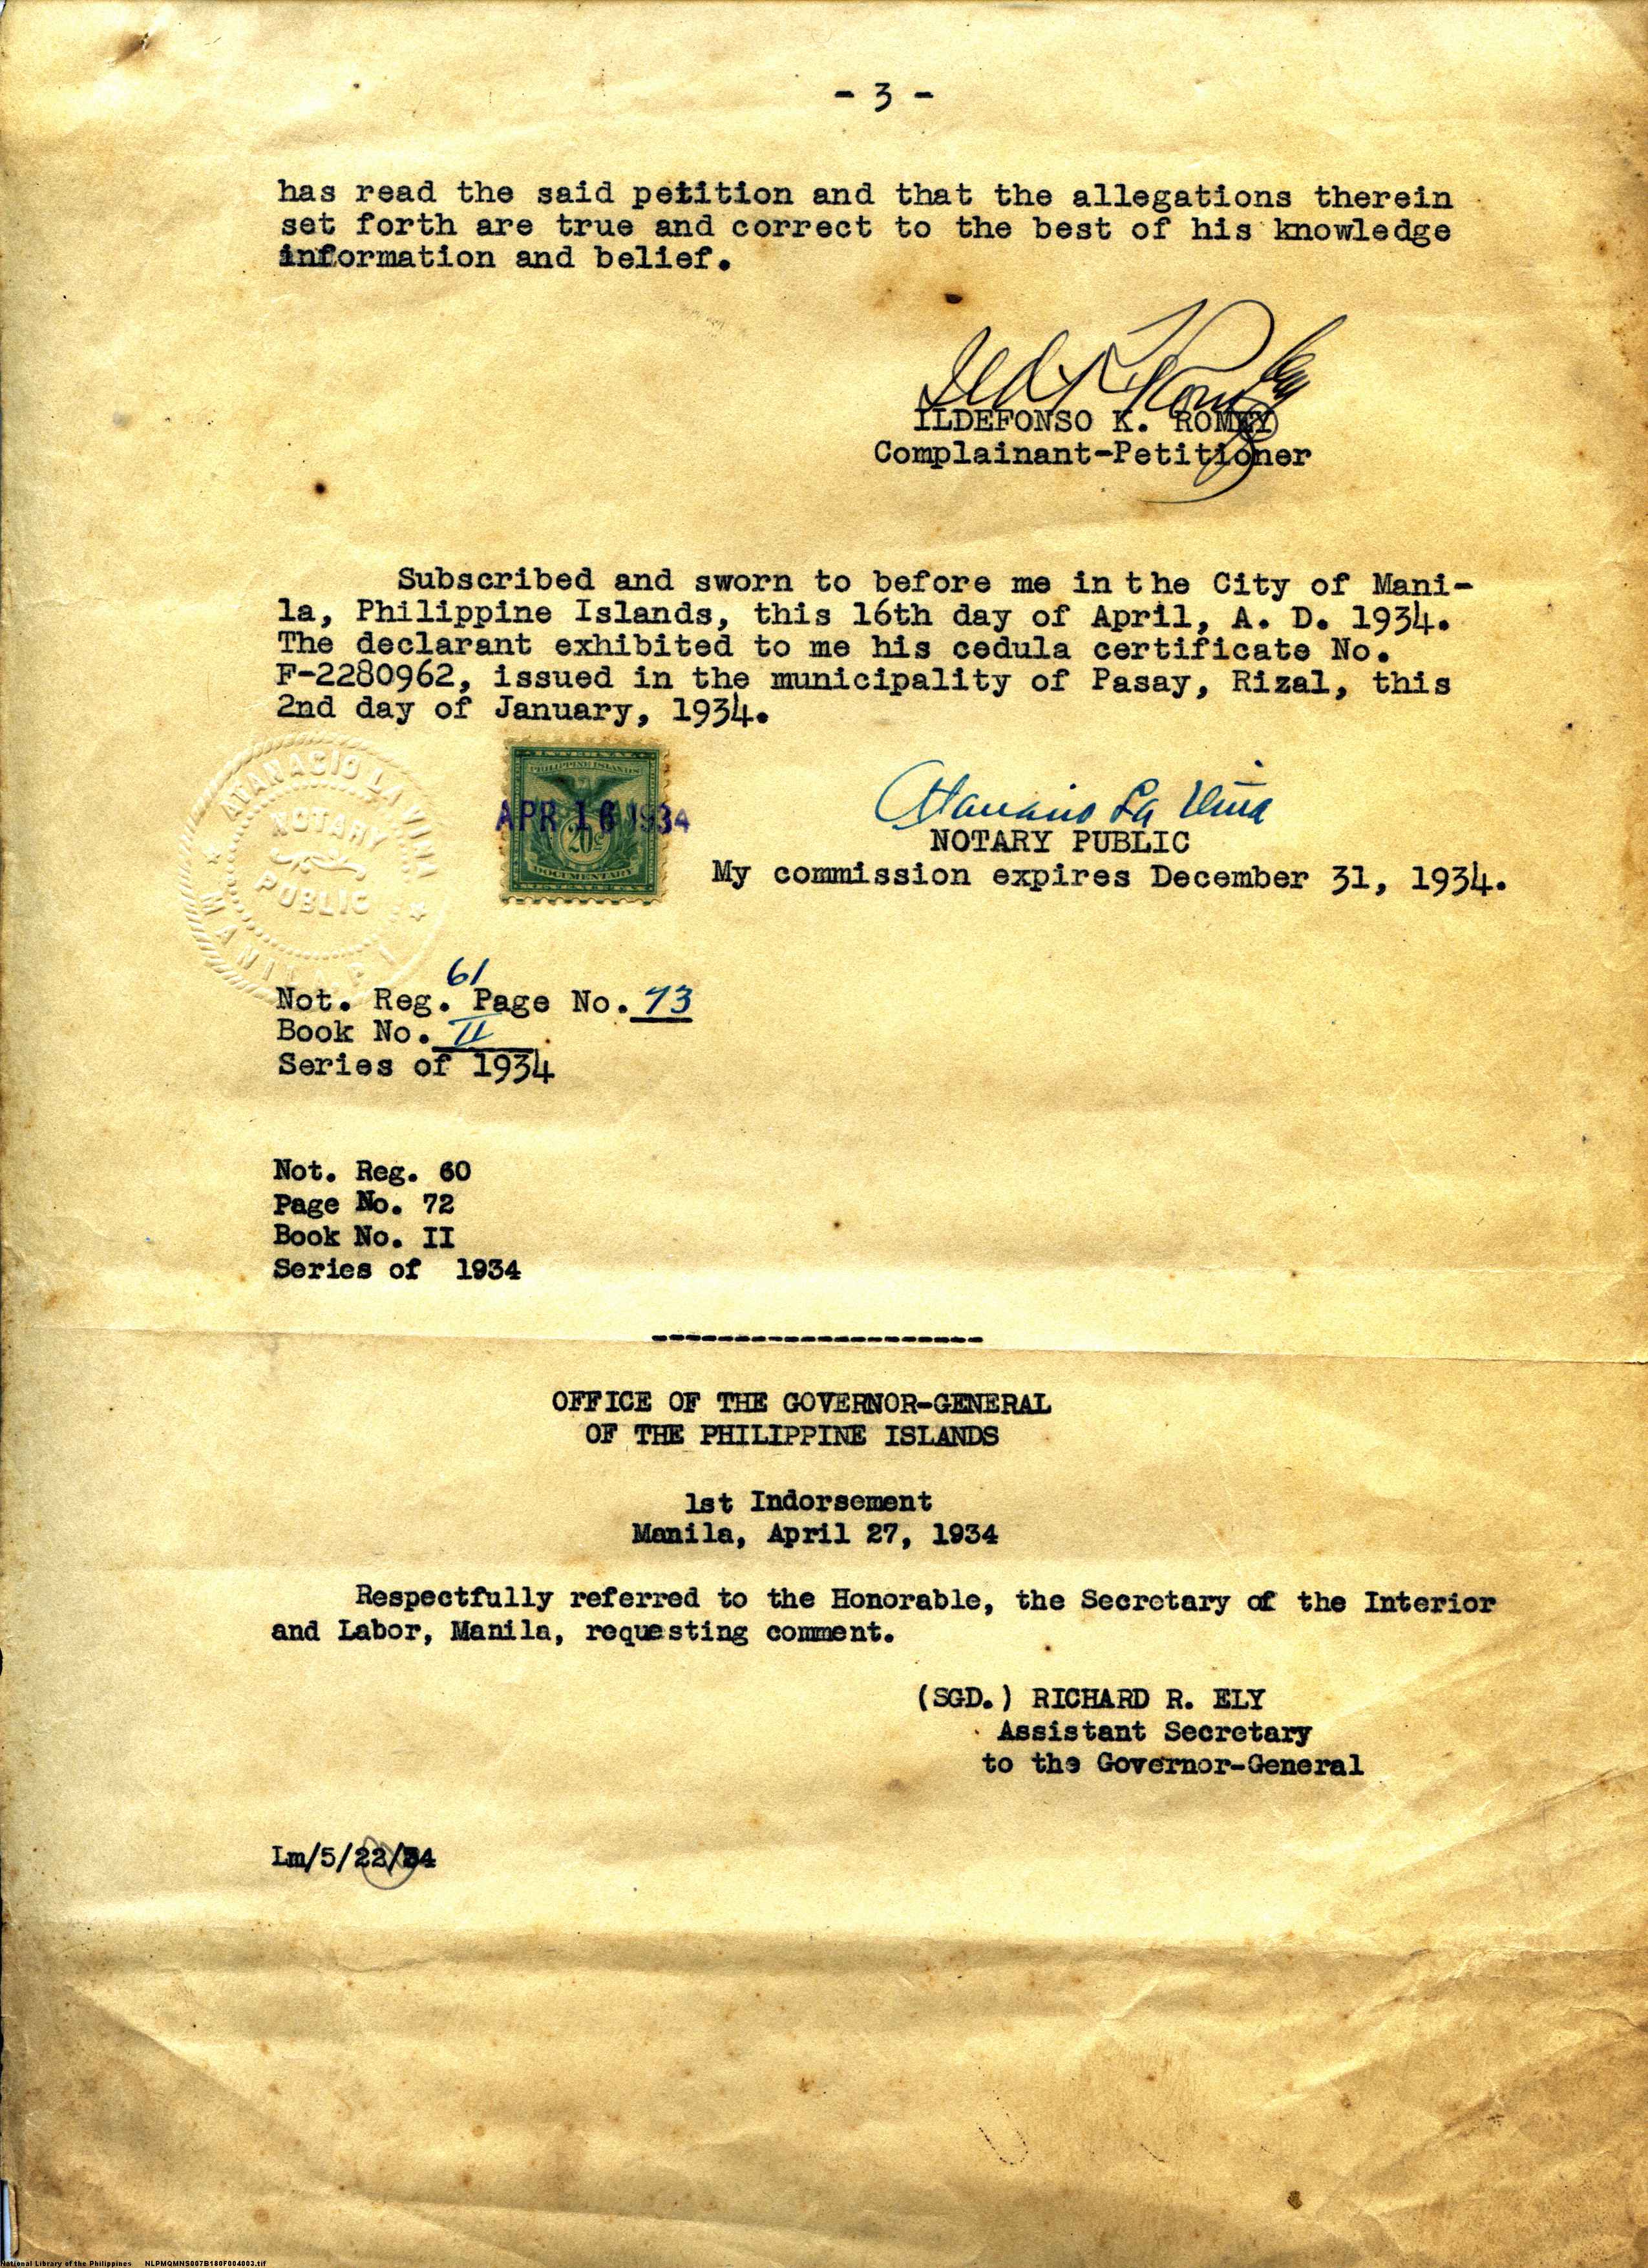 - 3 -
has read the said petition and that the allegations therein
set forth are true and correct to the best of his knowledge
information and belief.
ILDEFONSO K. ROMEY
Complainant-Petitioner
Subscribed and sworn to before me in the City of Mani-
la, Philippine Islands, this 16th day of April, A. D. 1934.
The declarant exhibited to me his cedula certificate No.
F-2280962, issued in the municipality of Pasay, Rizal, this
2nd day of January, 1934.
ATANACIO LA VINA
NOTARY
PUBLIC
MANILA P I
PHILIPPINE ISLANDS
APR 16 1934
20c
DOCUMENTARY
Atanacio La Viña
NOTARY PUBLIC
My commission expires December 31, 1934.
61
Not. Reg. Page No. 73
Book No. II
Series of 1934
Not. Reg. 60
Page No. 72
Book No. II
Series of 1934
--------------------
OFFICE OF THE GOVERNOR-GENERAL
OF THE PHILIPPINE ISLANDS
1st Indorsement
Manila, April 27, 1934
Respectfully referred to the Honorable, the Secretary of the Interior
and Labor, Manila, requesting comment.
(SGD.) RICHARD R. ELY
Assistant Secretary
to the Governor-General
Lm/5/22/34
National Library of the Philippines NLPMQMNS007B180F004003.tif